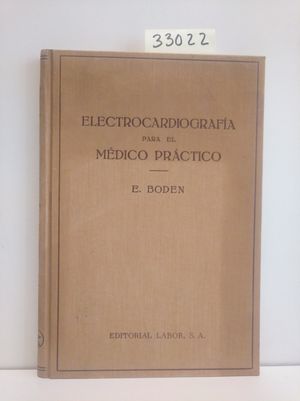 33022
ELECTROCARDIOGRAFÍA
PARA EL
MÉDICO PRÁCTICO
E. BODEN
EDITORIAL LABOR, S. A.